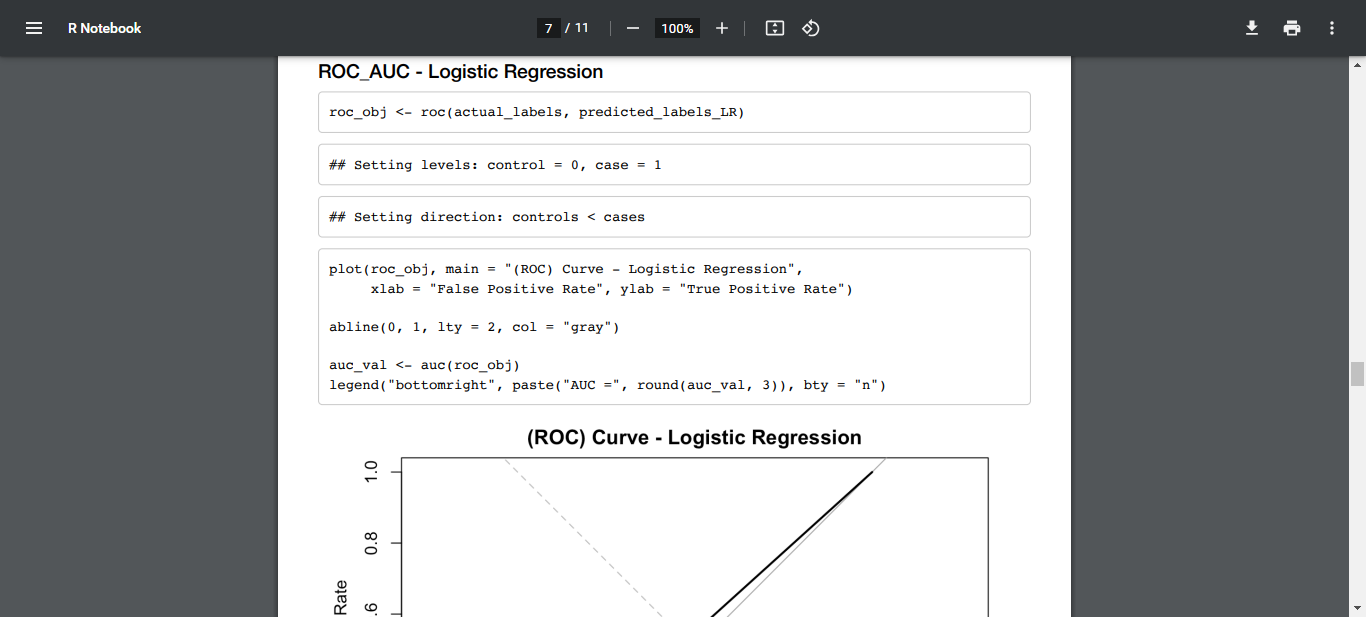 R Notebook
7 / 11
100%
ROC_AUC - Logistic Regression
roc_obj <- roc(actual_labels, predicted_labels_LR)
## Setting levels: control = 0, case = 1
## Setting direction: controls < cases
plot(roc_obj, main = "(ROC) Curve - Logistic Regression",
     xlab = "False Positive Rate", ylab = "True Positive Rate")
abline(0, 1, lty = 2, col = "gray")
auc_val <- auc(roc_obj)
legend("bottomright", paste("AUC =", round(auc_val, 3)), bty = "n")
(ROC) Curve - Logistic Regression
1.0
0.8
.6
Rate